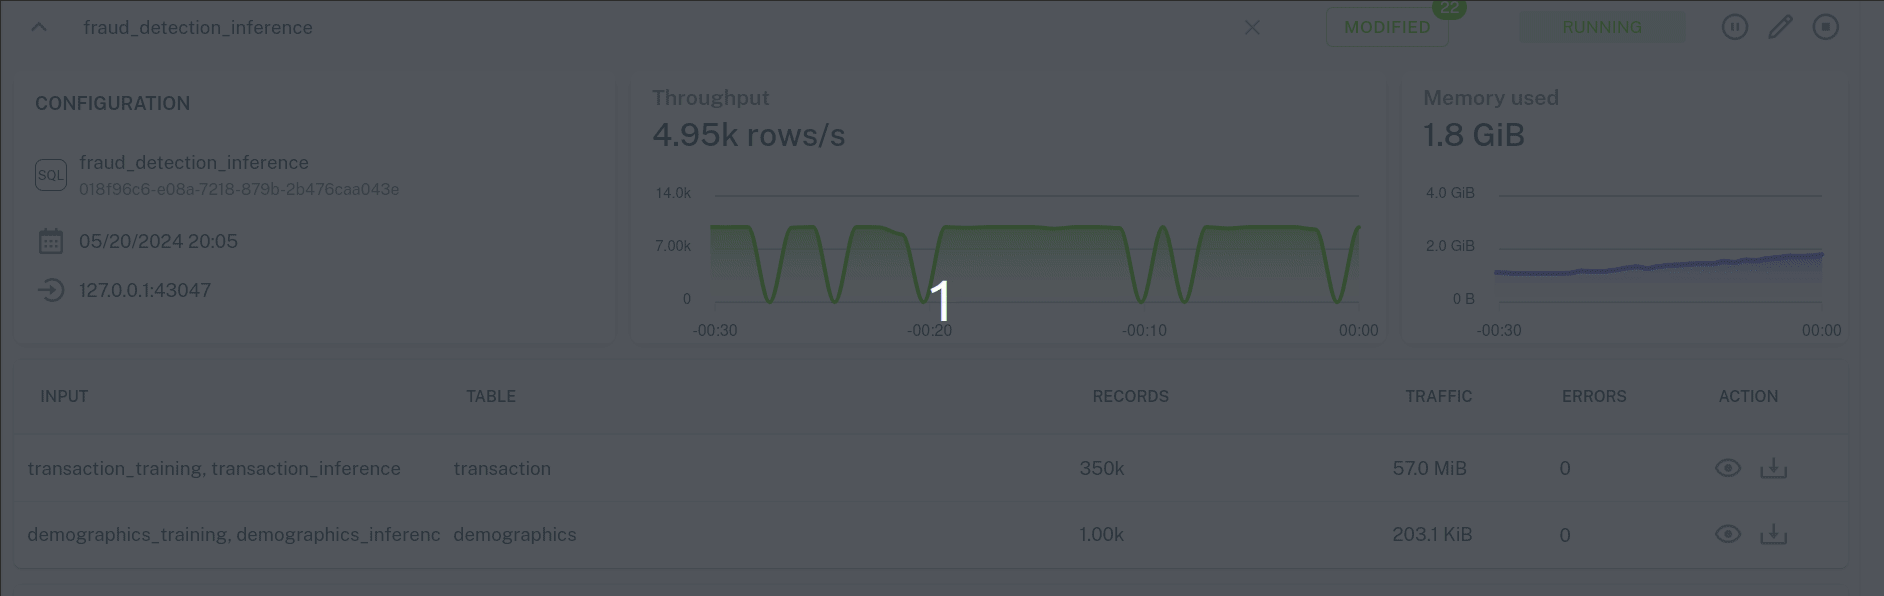 fraud_detection_inference
MODIFIED
22
RUNNING
CONFIGURATION
SQL
fraud_detection_inference
018f96c6-e08a-7218-879b-2b476caa043e
05/20/2024 20:05
127.0.0.1:43047
Throughput
4.95k rows/s
14.0k
7.00k
0
-00:30
-00:20
-00:10
00:00
1
Memory used
1.8 GiB
4.0 GiB
2.0 GiB
0 B
-00:30
00:00
INPUT TABLE RECORDS TRAFFIC ERRORS ACTION
transaction_training, transaction_inference transaction 350k 57.0 MiB 0
demographics_training, demographics_inferenc demographics 1.00k 203.1 KiB 0